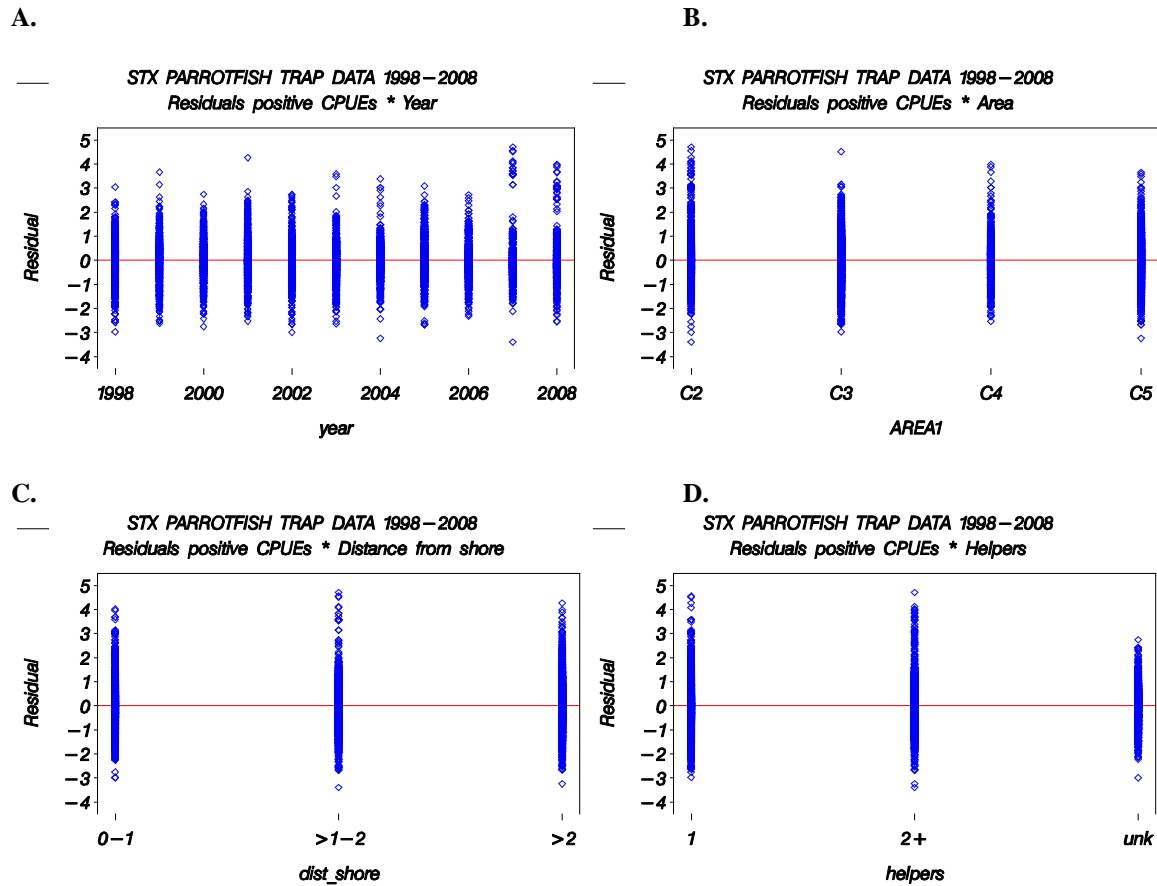 A.
STX PARROTFISH TRAP DATA 1998−2008
Residuals positive CPUEs * Year
Residual
5
4
3
2
1
0
−1
−2
−3
−4
1998 2000 2002 2004 2006 2008
year
B.
STX PARROTFISH TRAP DATA 1998−2008
Residuals positive CPUEs * Area
Residual
5
4
3
2
1
0
−1
−2
−3
−4
C2 C3 C4 C5
AREA1
C.
STX PARROTFISH TRAP DATA 1998−2008
Residuals positive CPUEs * Distance from shore
Residual
5
4
3
2
1
0
−1
−2
−3
−4
0−1 >1−2 >2
dist_shore
D.
STX PARROTFISH TRAP DATA 1998−2008
Residuals positive CPUEs * Helpers
Residual
5
4
3
2
1
0
−1
−2
−3
−4
1 2+ unk
helpers